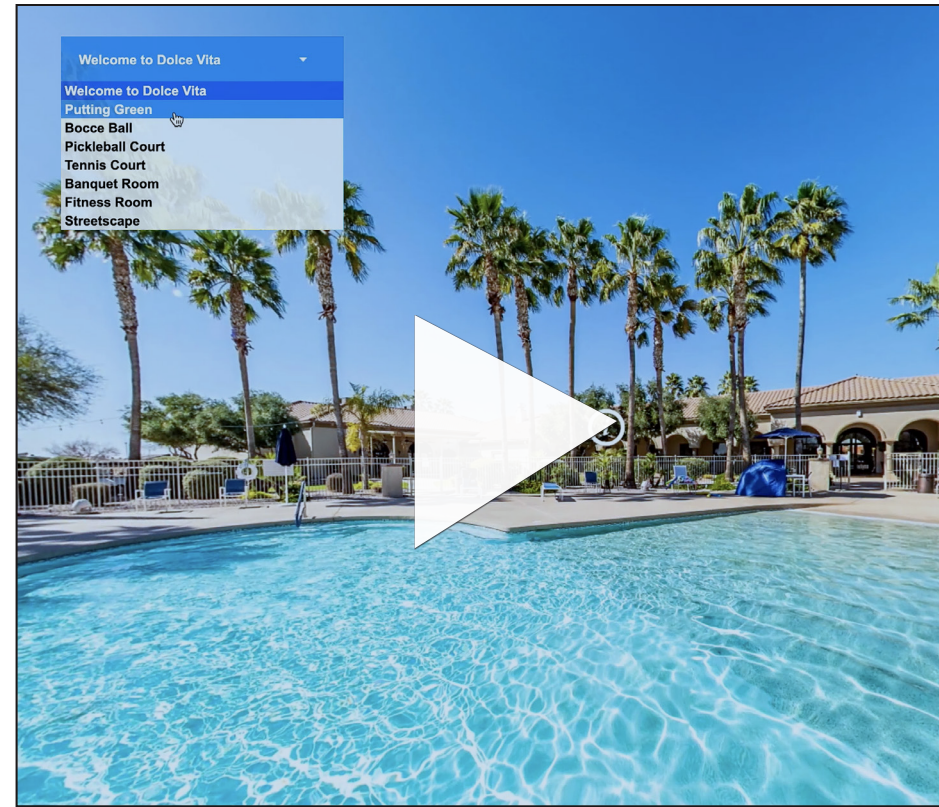 Welcome to Dolce Vita
Welcome to Dolce Vita
Putting Green
Bocce Ball
Pickleball Court
Tennis Court
Banquet Room
Fitness Room
Streetscape